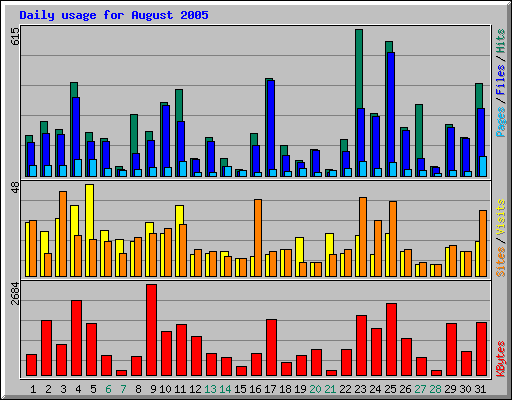 Daily usage for August 2005
615
Pages / Files / Hits
48
Sites / Visits
2684
KBytes
1 2 3 4 5 6 7 8 9 10 11 12 13 14 15 16 17 18 19 20 21 22 23 24 25 26 27 28 29 30 31